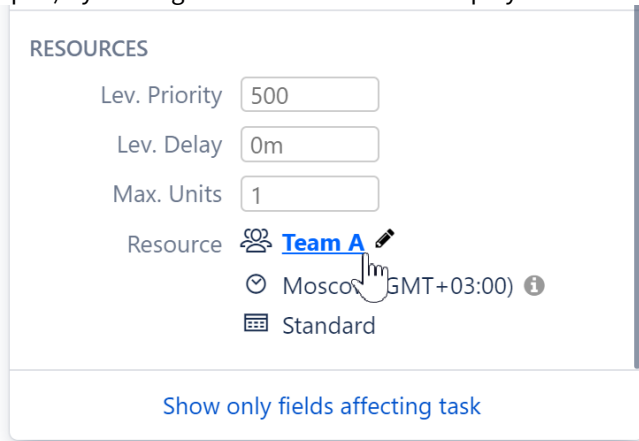 RESOURCES
Lev. Priority 500
Lev. Delay 0m
Max. Units 1
Resource Team A
Moscow GMT+03:00)
Standard
Show only fields affecting task